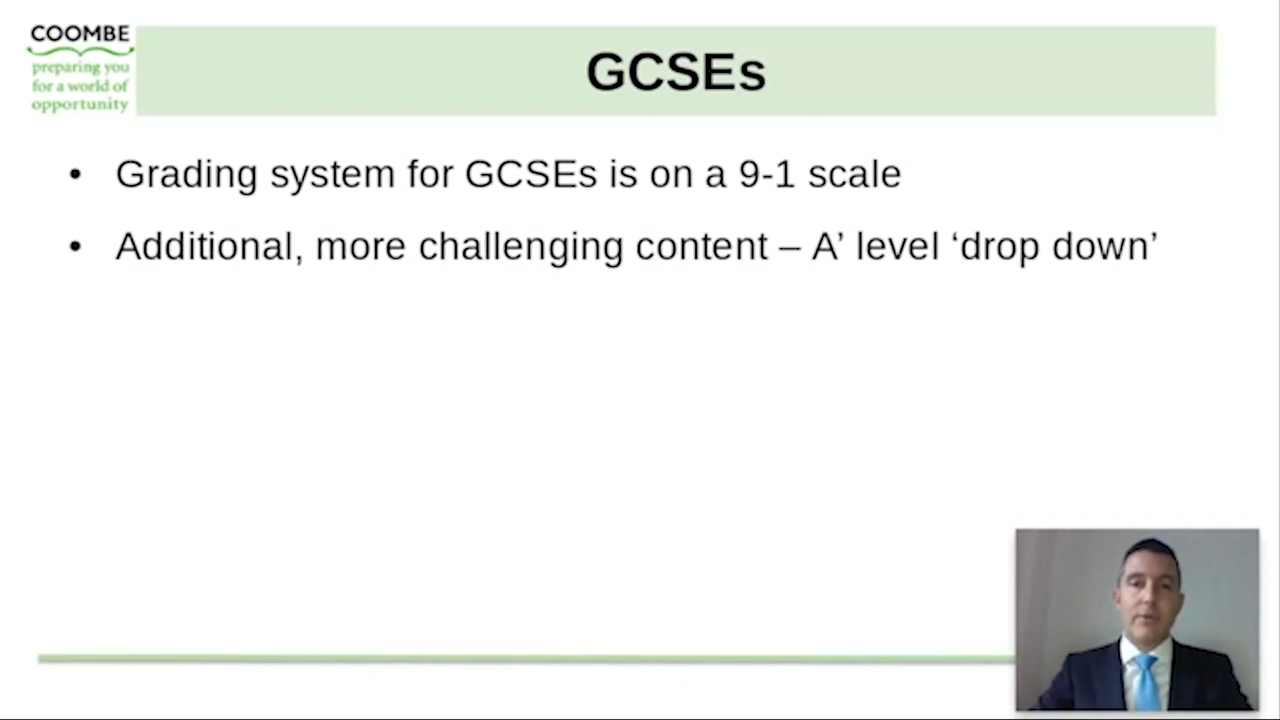 COOMBE
preparing you
for a world of
opportunity
GCSEs
• Grading system for GCSEs is on a 9-1 scale
• Additional, more challenging content – A’ level ‘drop down’